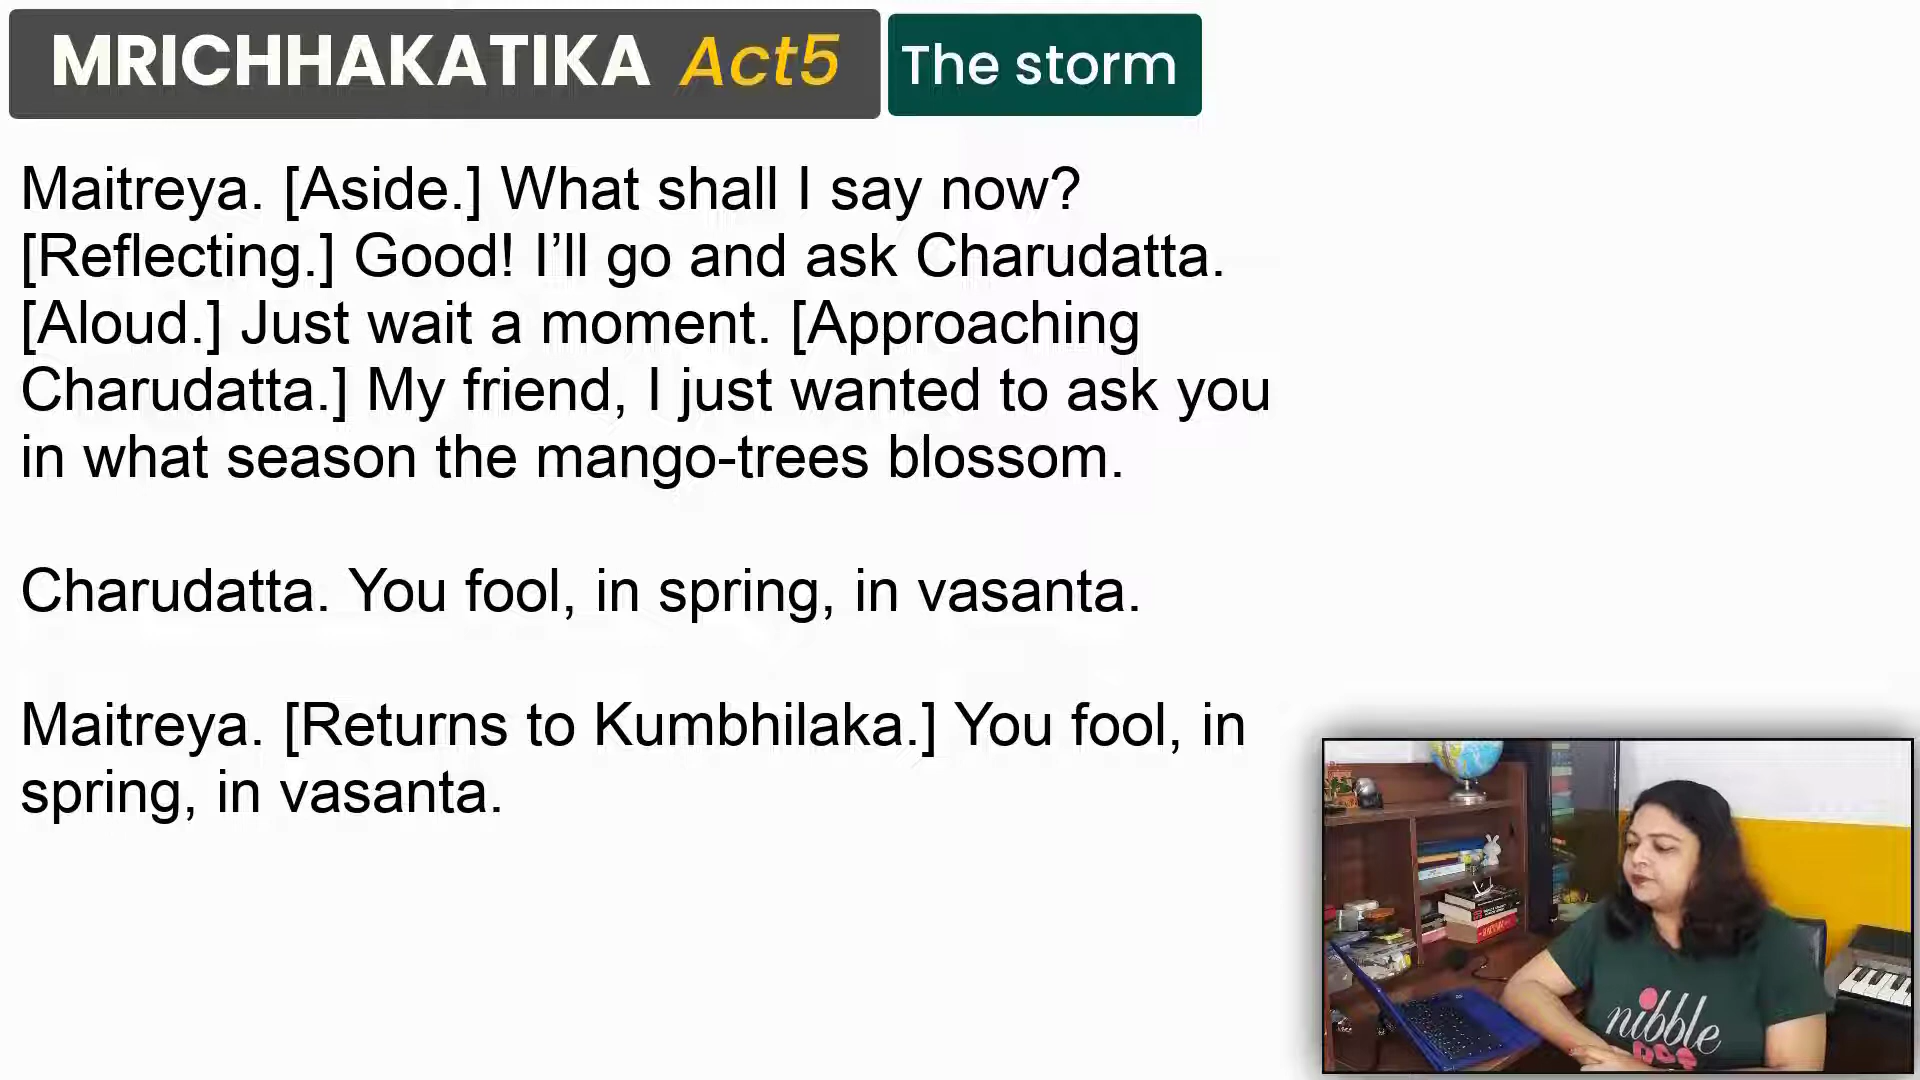 MRICHHAKATIKA Act5 The storm
Maitreya. [Aside.] What shall I say now?
[Reflecting.] Good! I’ll go and ask Charudatta.
[Aloud.] Just wait a moment. [Approaching
Charudatta.] My friend, I just wanted to ask you
in what season the mango-trees blossom.
Charudatta. You fool, in spring, in vasanta.
Maitreya. [Returns to Kumbhilaka.] You fool, in
spring, in vasanta.
nibble